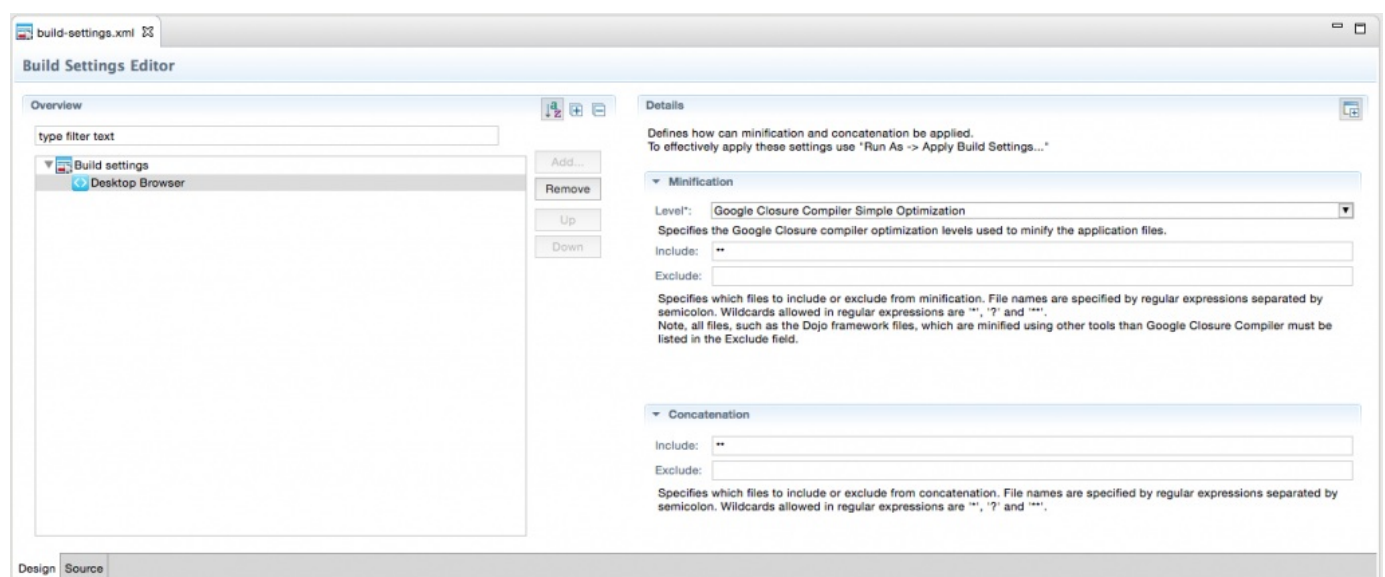 build-settings.xml
Build Settings Editor
Overview
type filter text
Build settings
Desktop Browser
Add...
Remove
Up
Down
Details
Defines how can minification and concatenation be applied.
To effectively apply these settings use "Run As -> Apply Build Settings..."
Minification
Level*: Google Closure Compiler Simple Optimization
Specifies the Google Closure compiler optimization levels used to minify the application files.
Include: **
Exclude:
Specifies which files to include or exclude from minification. File names are specified by regular expressions separated by
semicolon. Wildcards allowed in regular expressions are '*', '?' and '**'.
Note, all files, such as the Dojo framework files, which are minified using other tools than Google Closure Compiler must be
listed in the Exclude field.
Concatenation
Include: **
Exclude:
Specifies which files to include or exclude from concatenation. File names are specified by regular expressions separated by
semicolon. Wildcards allowed in regular expressions are '*', '?' and '**'.
Design Source